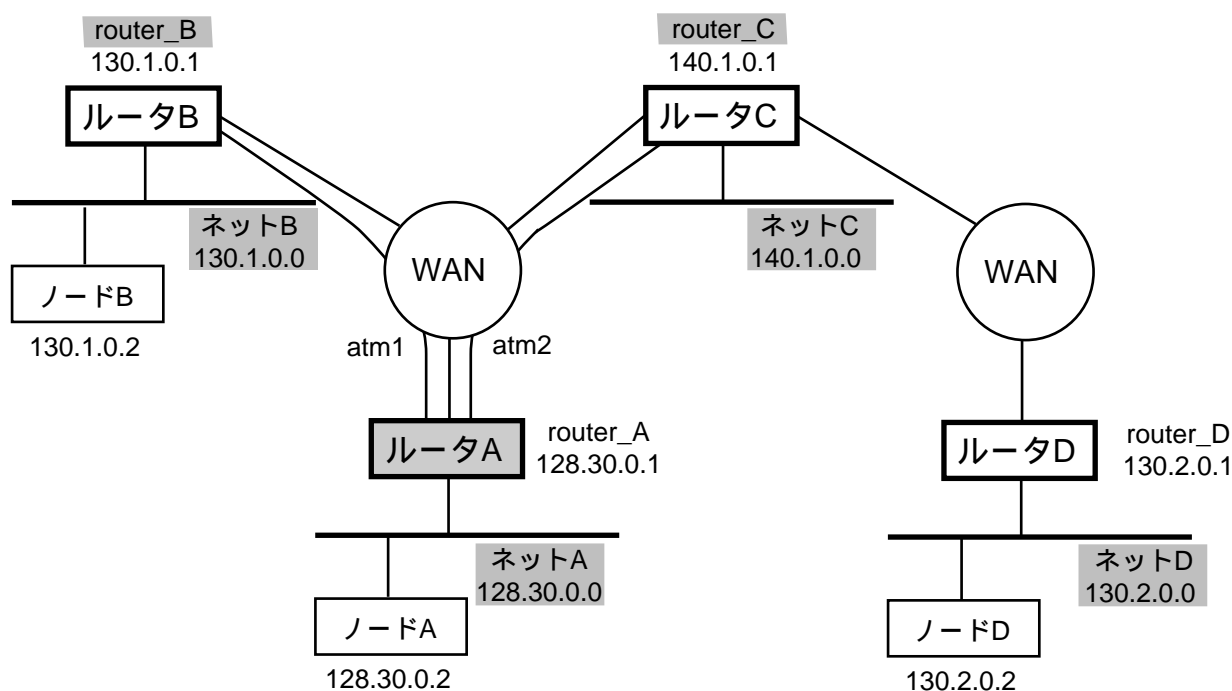 router_B
130.1.0.1
ルータB
ネットB
130.1.0.0
ノードB
130.1.0.2
router_C
140.1.0.1
ルータC
ネットC
140.1.0.0
WAN
WAN
atm1
atm2
ルータA
router_A
128.30.0.1
ネットA
128.30.0.0
ノードA
128.30.0.2
ルータD
router_D
130.2.0.1
ネットD
130.2.0.0
ノードD
130.2.0.2